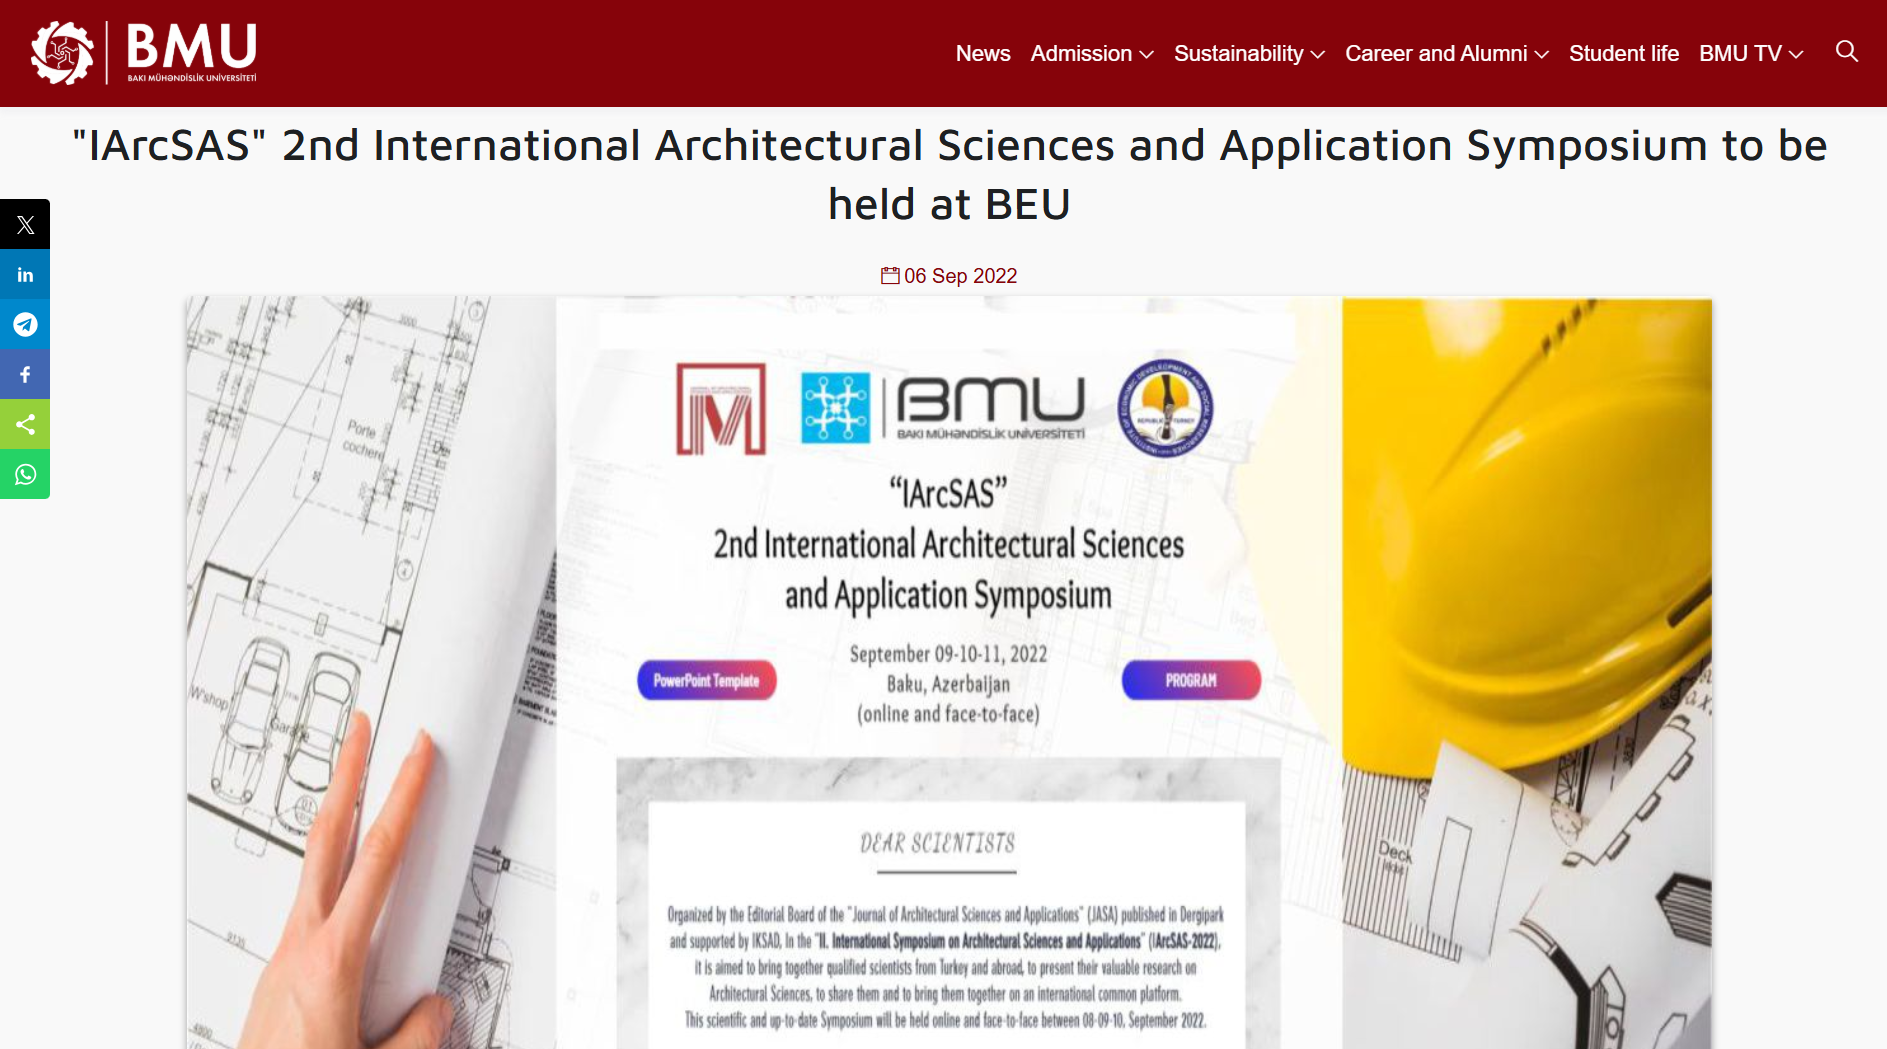 BMU
BAKI MÜHƏNDİSLİK UNİVERSİTETİ
News Admission Sustainability Career and Alumni Student life BMU TV
"IArcSAS" 2nd International Architectural Sciences and Application Symposium to be
held at BEU
06 Sep 2022
in
f
BMU
BAKI MÜHƏNDİSLİK UNİVERSİTETİ
“IArcSAS”
2nd International Architectural Sciences
and Application Symposium
September 09-10-11, 2022
Baku, Azerbaijan
(online and face-to-face)
PowerPoint Template
PROGRAM
DEAR SCIENTISTS
Organized by the Editorial Board of the "Journal of Architectural Sciences and Applications" (JASA) published in Dergipark
and supported by IKSAD, In the "II. International Symposium on Architectural Sciences and Applications" (IArcSAS-2022),
it is aimed to bring together qualified scientists from Turkey and abroad, to present their valuable research on
Architectural Sciences, to share them and to bring them together on an international common platform.
This scientific and up-to-date Symposium will be held online and face-to-face between 08-09-10, September 2022.
Porte
cochere
W'shop
Garage
Deck